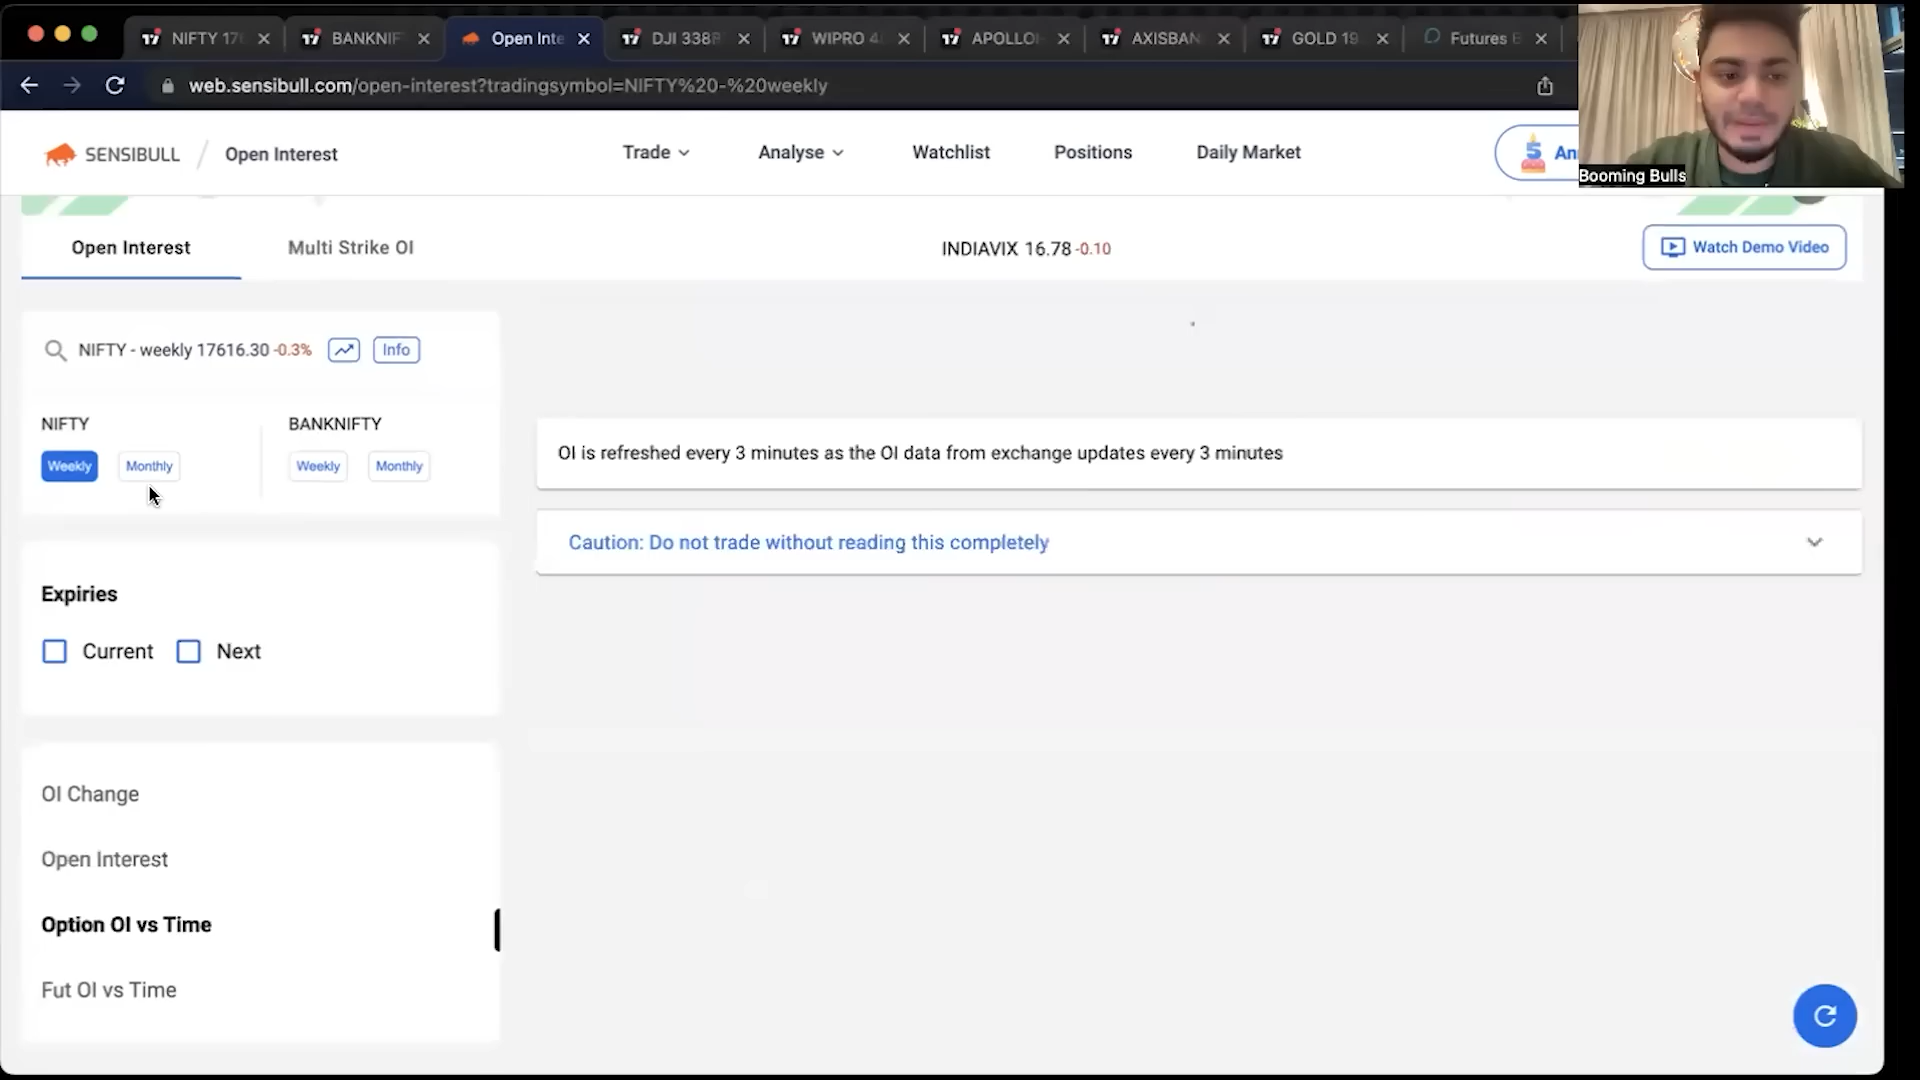 NIFTY 17
BANKNIF
Open Inte
DJI 338
WIPRO 4
APOLLO
AXISBAN
GOLD 19
Futures
web.sensibull.com/open-interest?tradingsymbol=NIFTY%20-%20weekly
SENSIBULL / Open Interest
Trade
Analyse
Watchlist
Positions
Daily Market
5
An
Booming Bulls
Open Interest
Multi Strike OI
INDIAVIX 16.78 -0.10
Watch Demo Video
NIFTY - weekly 17616.30 -0.3%
Info
NIFTY
BANKNIFTY
Weekly
Monthly
Weekly
Monthly
OI is refreshed every 3 minutes as the OI data from exchange updates every 3 minutes
Caution: Do not trade without reading this completely
Expiries
Current
Next
OI Change
Open Interest
Option OI vs Time
Fut OI vs Time